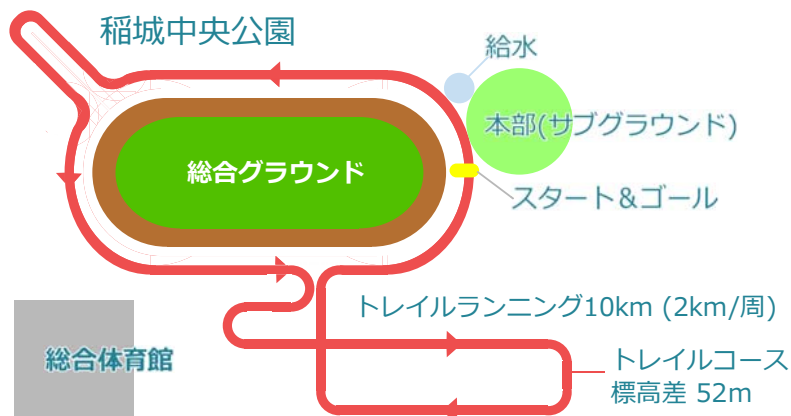 稲城中央公園
給水
本部(サブグラウンド)
総合グラウンド
スタート＆ゴール
トレイルランニング10km (2km/周)
総合体育館
トレイルコース
標高差 52m